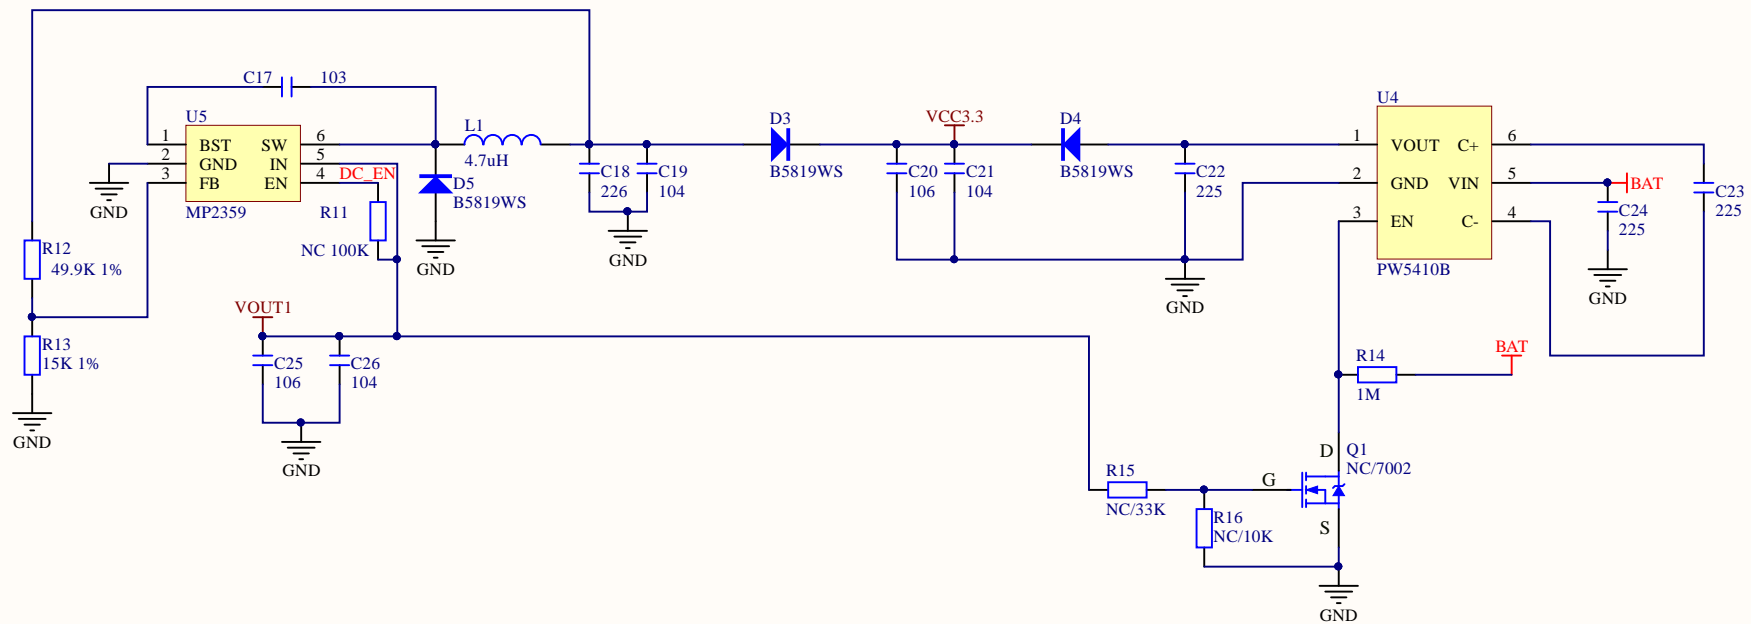 C17 103
U5
1 BST SW 6
2 GND IN 5
3 FB EN 4
MP2359
DC_EN
GND
R11
NC 100K
L1
4.7uH
D5
B5819WS
GND
C18
226
C19
104
GND
D3
B5819WS
VCC3.3
C20
106
C21
104
D4
B5819WS
C22
225
GND
U4
1 VOUT C+ 6
2 GND VIN 5
3 EN C- 4
PW5410B
BAT
C24
225
GND
C23
225
R12
49.9K 1%
R13
15K 1%
GND
VOUT1
C25
106
C26
104
GND
R14
1M
BAT
R15
NC/33K
R16
NC/10K
D
G
S
Q1
NC/7002
GND